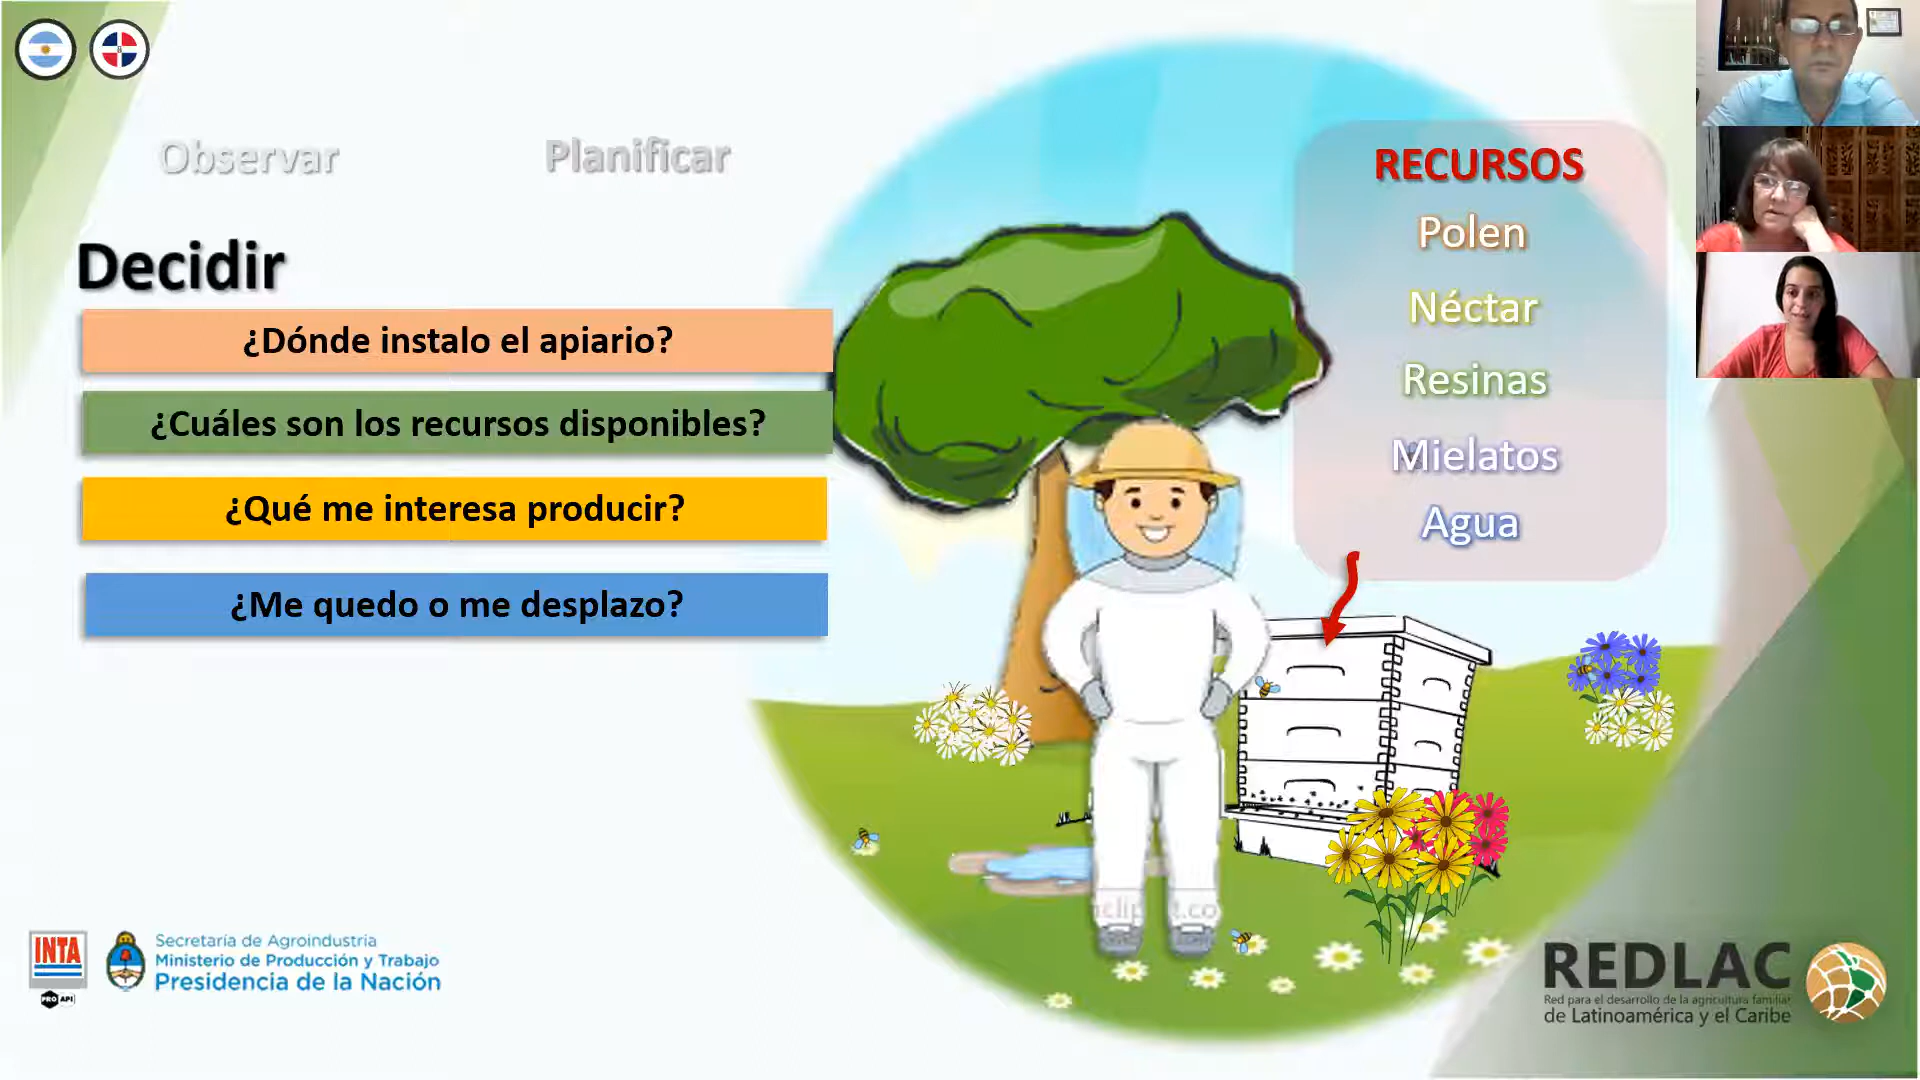 Observar
Planificar
Decidir
¿Dónde instalo el apiario?
¿Cuáles son los recursos disponibles?
¿Qué me interesa producir?
¿Me quedo o me desplazo?
RECURSOS
Polen
Néctar
Resinas
Mielatos
Agua
INTA
PRO API
Secretaría de Agroindustria
Ministerio de Producción y Trabajo
Presidencia de la Nación
REDLAC
Red para el desarrollo de la agricultura familiar
de Latinoamérica y el Caribe